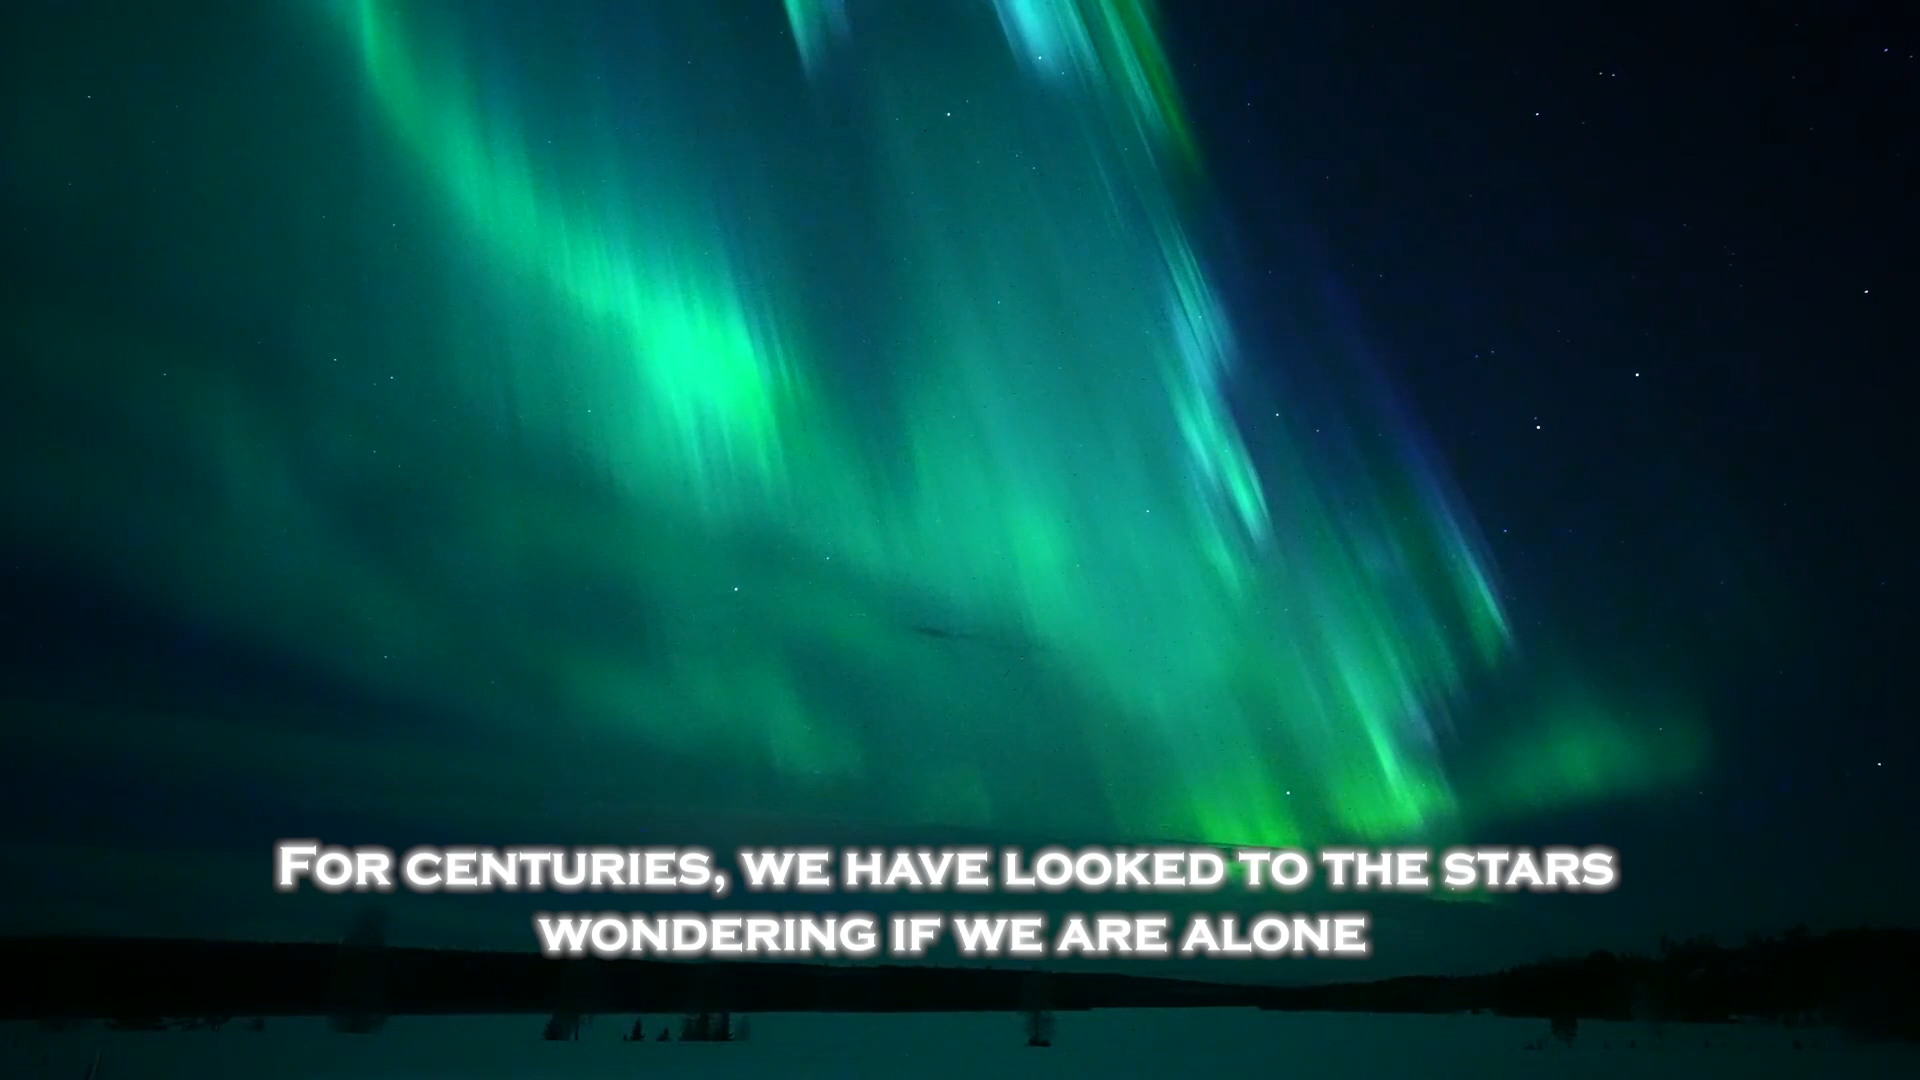 For centuries, we have looked to the stars
wondering if we are alone